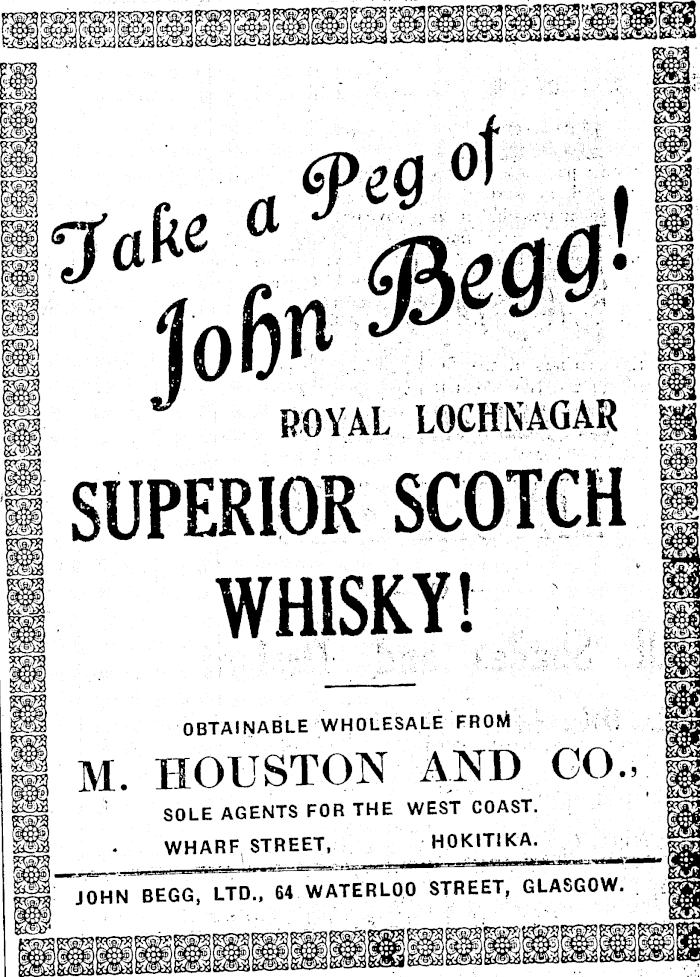 Take a Peg of
John Begg!
ROYAL LOCHNAGAR
SUPERIOR SCOTCH
WHISKY!
OBTAINABLE WHOLESALE FROM
M. HOUSTON AND CO.,
SOLE AGENTS FOR THE WEST COAST.
WHARF STREET, HOKITIKA.
JOHN BEGG, LTD., 64 WATERLOO STREET, GLASGOW.